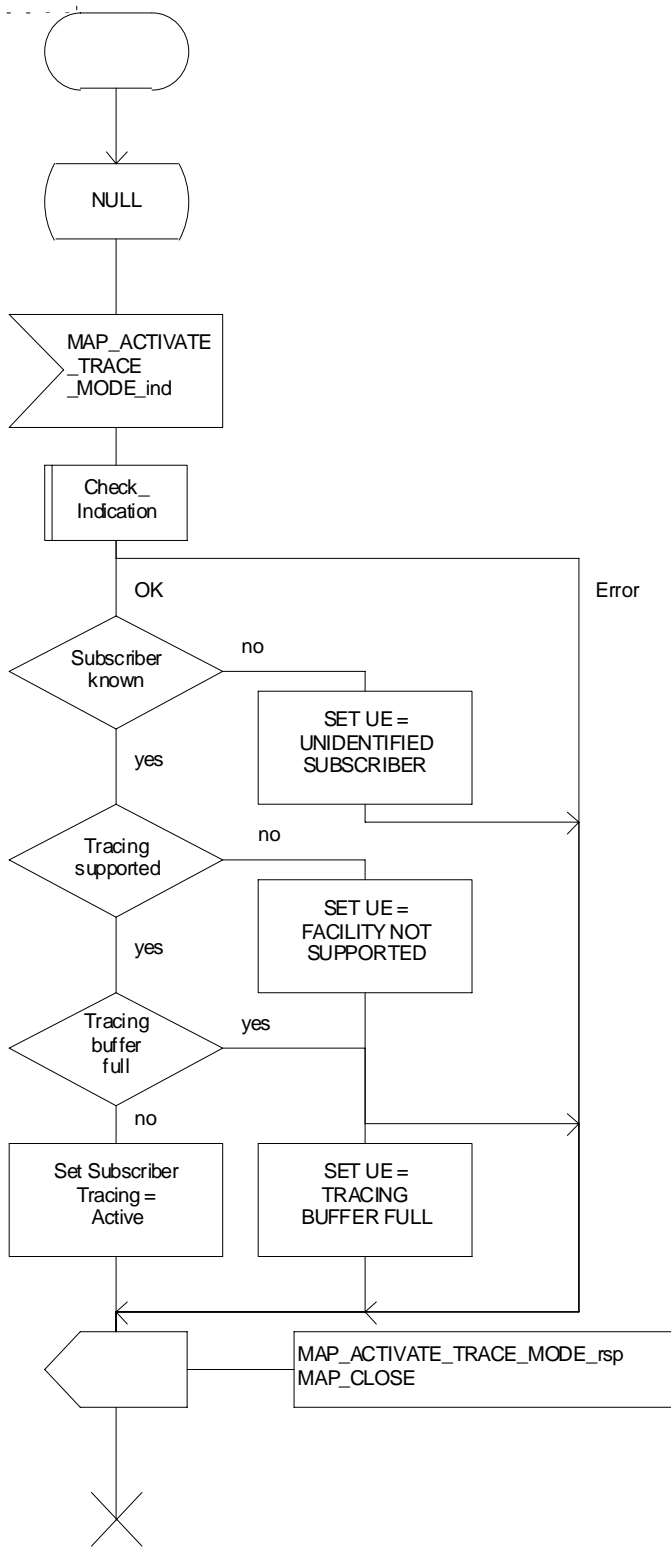 NULL
MAP_ACTIVATE
_TRACE
_MODE_ind
Check_
Indication
OK
Error
Subscriber
known
no
SET UE =
UNIDENTIFIED
SUBSCRIBER
yes
Tracing
supported
no
SET UE =
FACILITY NOT
SUPPORTED
yes
Tracing
buffer
full
yes
no
Set Subscriber
Tracing =
Active
SET UE =
TRACING
BUFFER FULL
MAP_ACTIVATE_TRACE_MODE_rsp
MAP_CLOSE